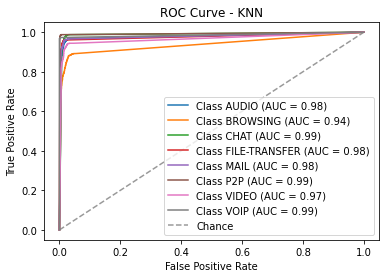 ROC Curve - KNN
True Positive Rate
1.0
0.8
0.6
0.4
0.2
0.0
Class AUDIO (AUC = 0.98)
Class BROWSING (AUC = 0.94)
Class CHAT (AUC = 0.99)
Class FILE-TRANSFER (AUC = 0.98)
Class MAIL (AUC = 0.98)
Class P2P (AUC = 0.99)
Class VIDEO (AUC = 0.97)
Class VOIP (AUC = 0.99)
Chance
0.0 0.2 0.4 0.6 0.8 1.0
False Positive Rate